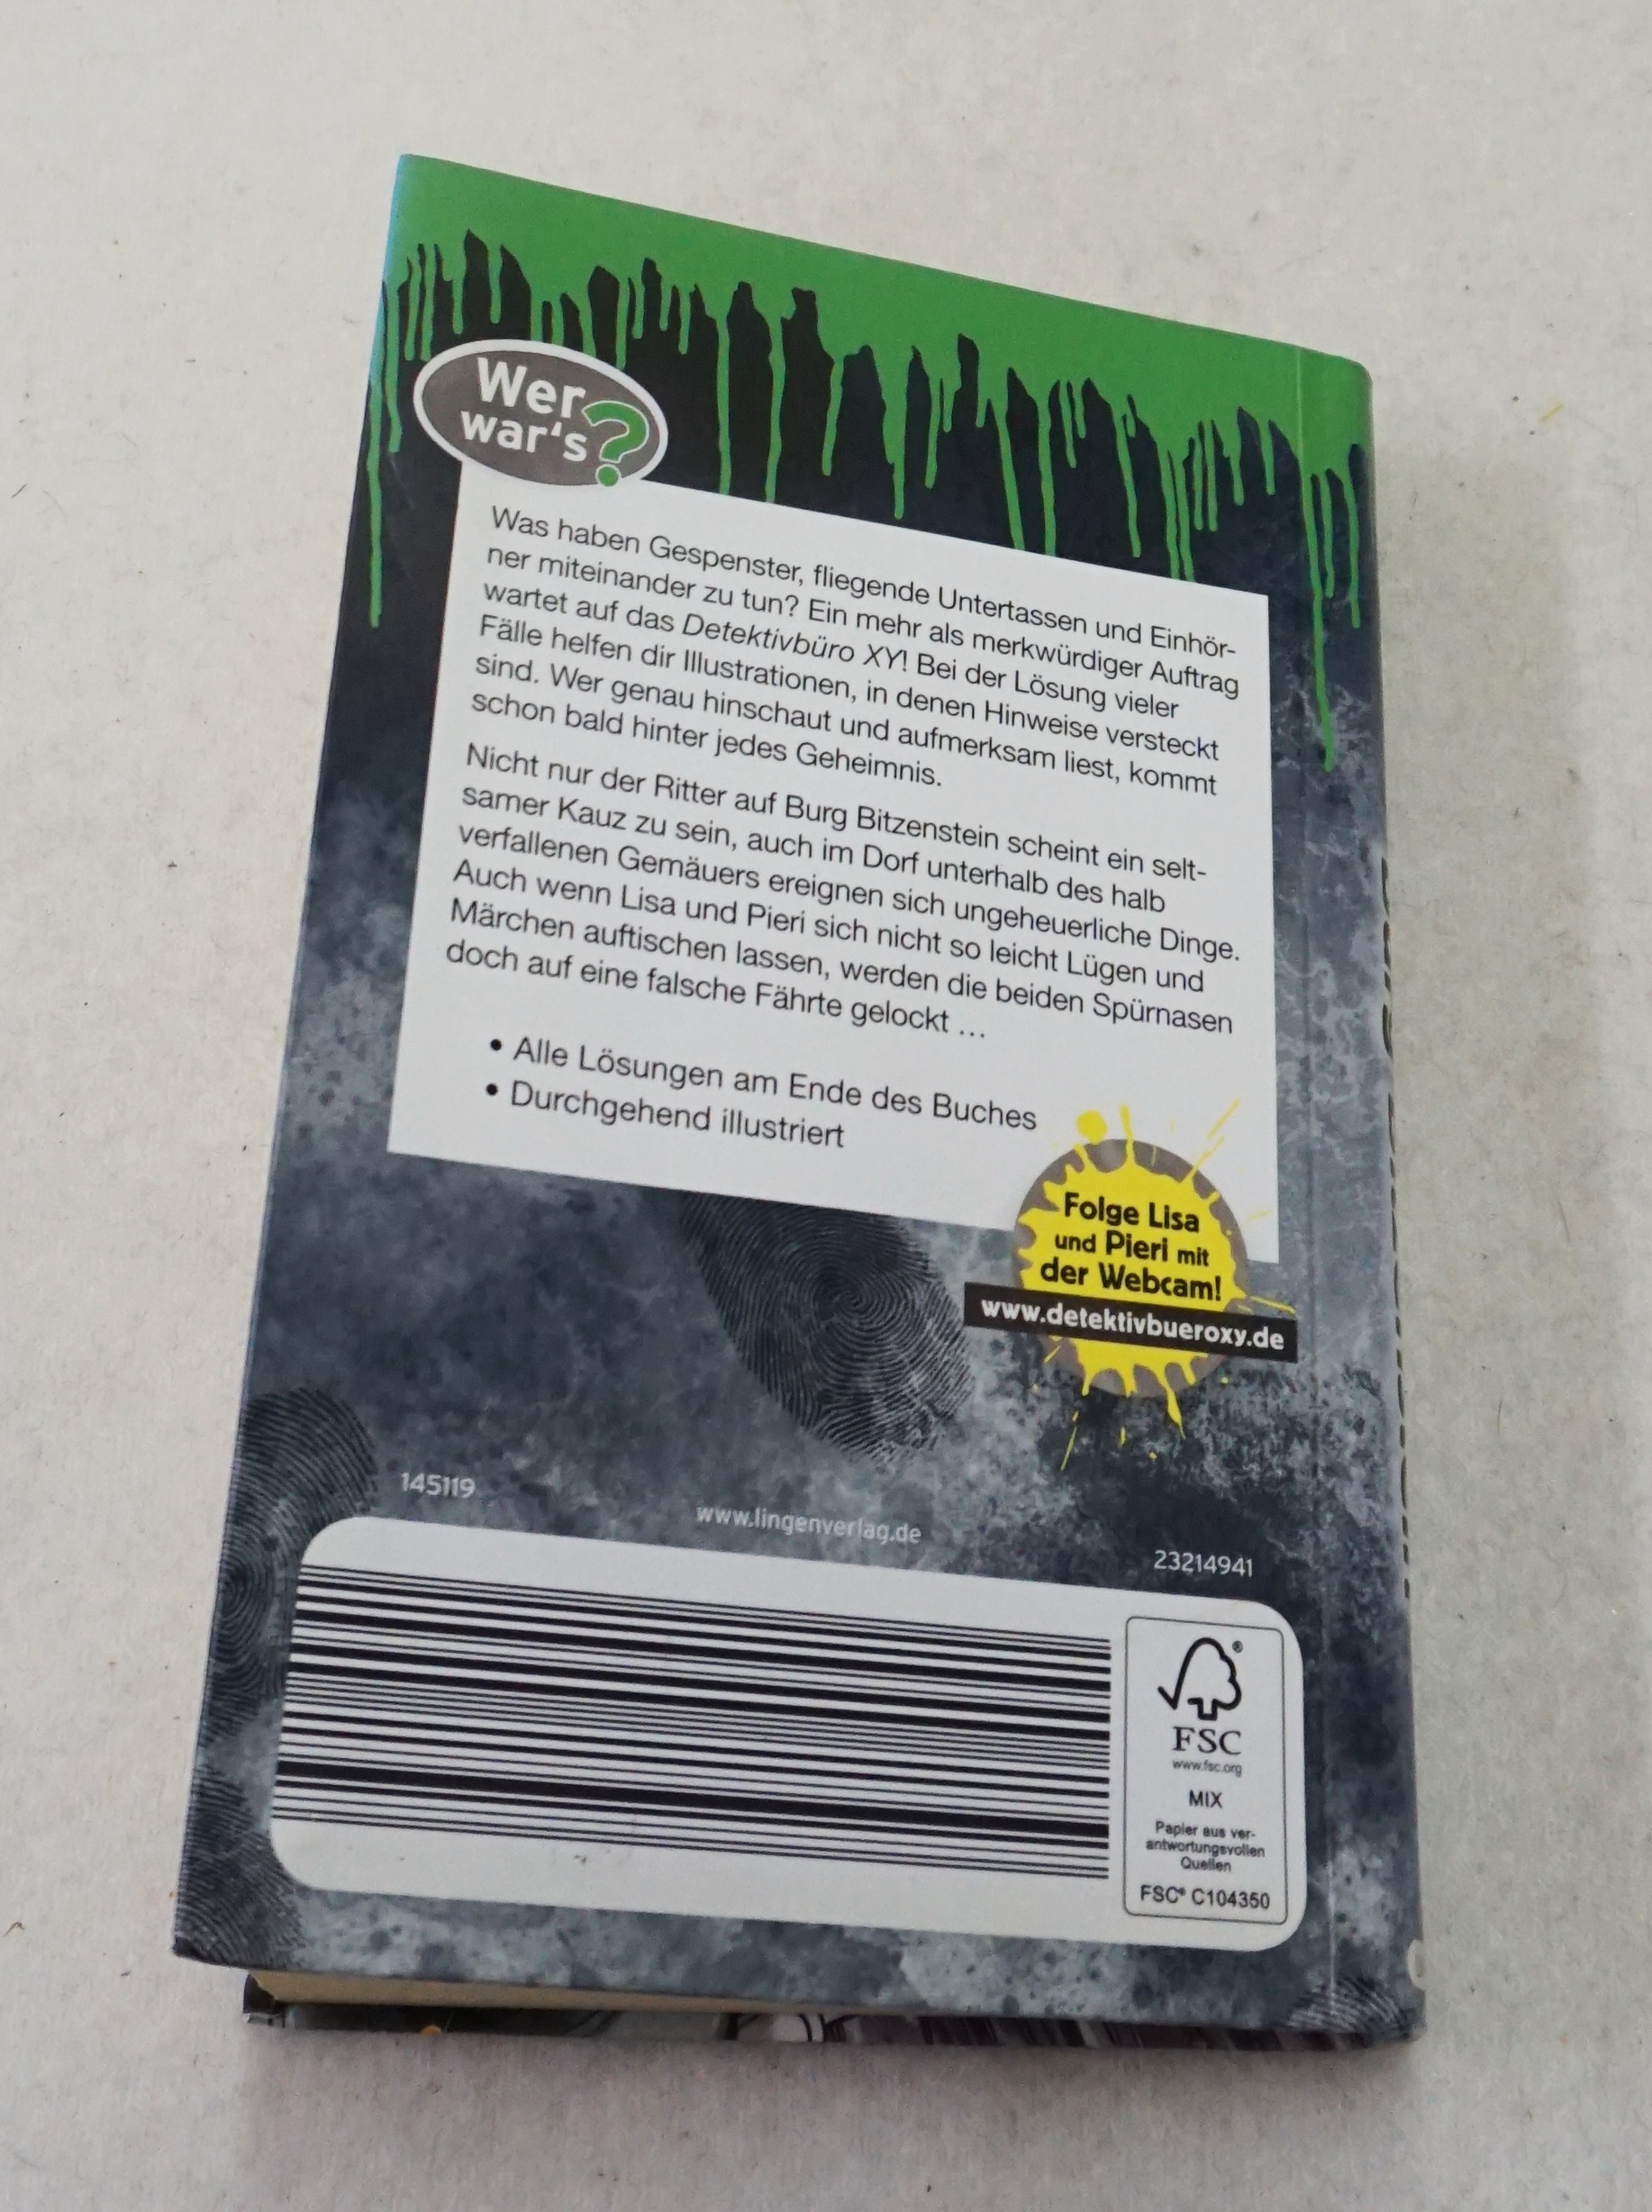 Wer
war's ?
Was haben Gespenster, fliegende Untertassen und Einhör-
ner miteinander zu tun? Ein mehr als merkwürdiger Auftrag
wartet auf das Detektivbüro XY! Bei der Lösung vieler
Fälle helfen dir Illustrationen, in denen Hinweise versteckt
sind. Wer genau hinschaut und aufmerksam liest, kommt
schon bald hinter jedes Geheimnis.
Nicht nur der Ritter auf Burg Bitzenstein scheint ein selt-
samer Kauz zu sein, auch im Dorf unterhalb des halb
verfallenen Gemäuers ereignen sich ungeheuerliche Dinge.
Auch wenn Lisa und Pieri sich nicht so leicht Lügen und
Märchen auftischen lassen, werden die beiden Spürnasen
doch auf eine falsche Fährte gelockt ...
• Alle Lösungen am Ende des Buches
• Durchgehend illustriert
Folge Lisa
und Pieri mit
der Webcam!
www.detektivbueroxy.de
145119
www.lingenverlag.de
23214941
FSC
www.fsc.org
MIX
Papier aus ver-
antwortungsvollen
Quellen
FSC® C104350